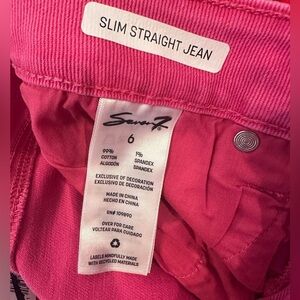 SLIM STRAIGHT JEAN
Seven7
6
99% 1%
COTTON SPANDEX
ALGODÓN SPANDEX
EXCLUSIVE OF DECORATION
EXCLUSIVO DE DECORACIÓN
MADE IN CHINA
HECHO EN CHINA
RN# 109890
OVER FOR CARE
VOLTEAR PARA CUIDADO
LABELS MINDFULLY MADE
WITH RECYCLED MATERIALS